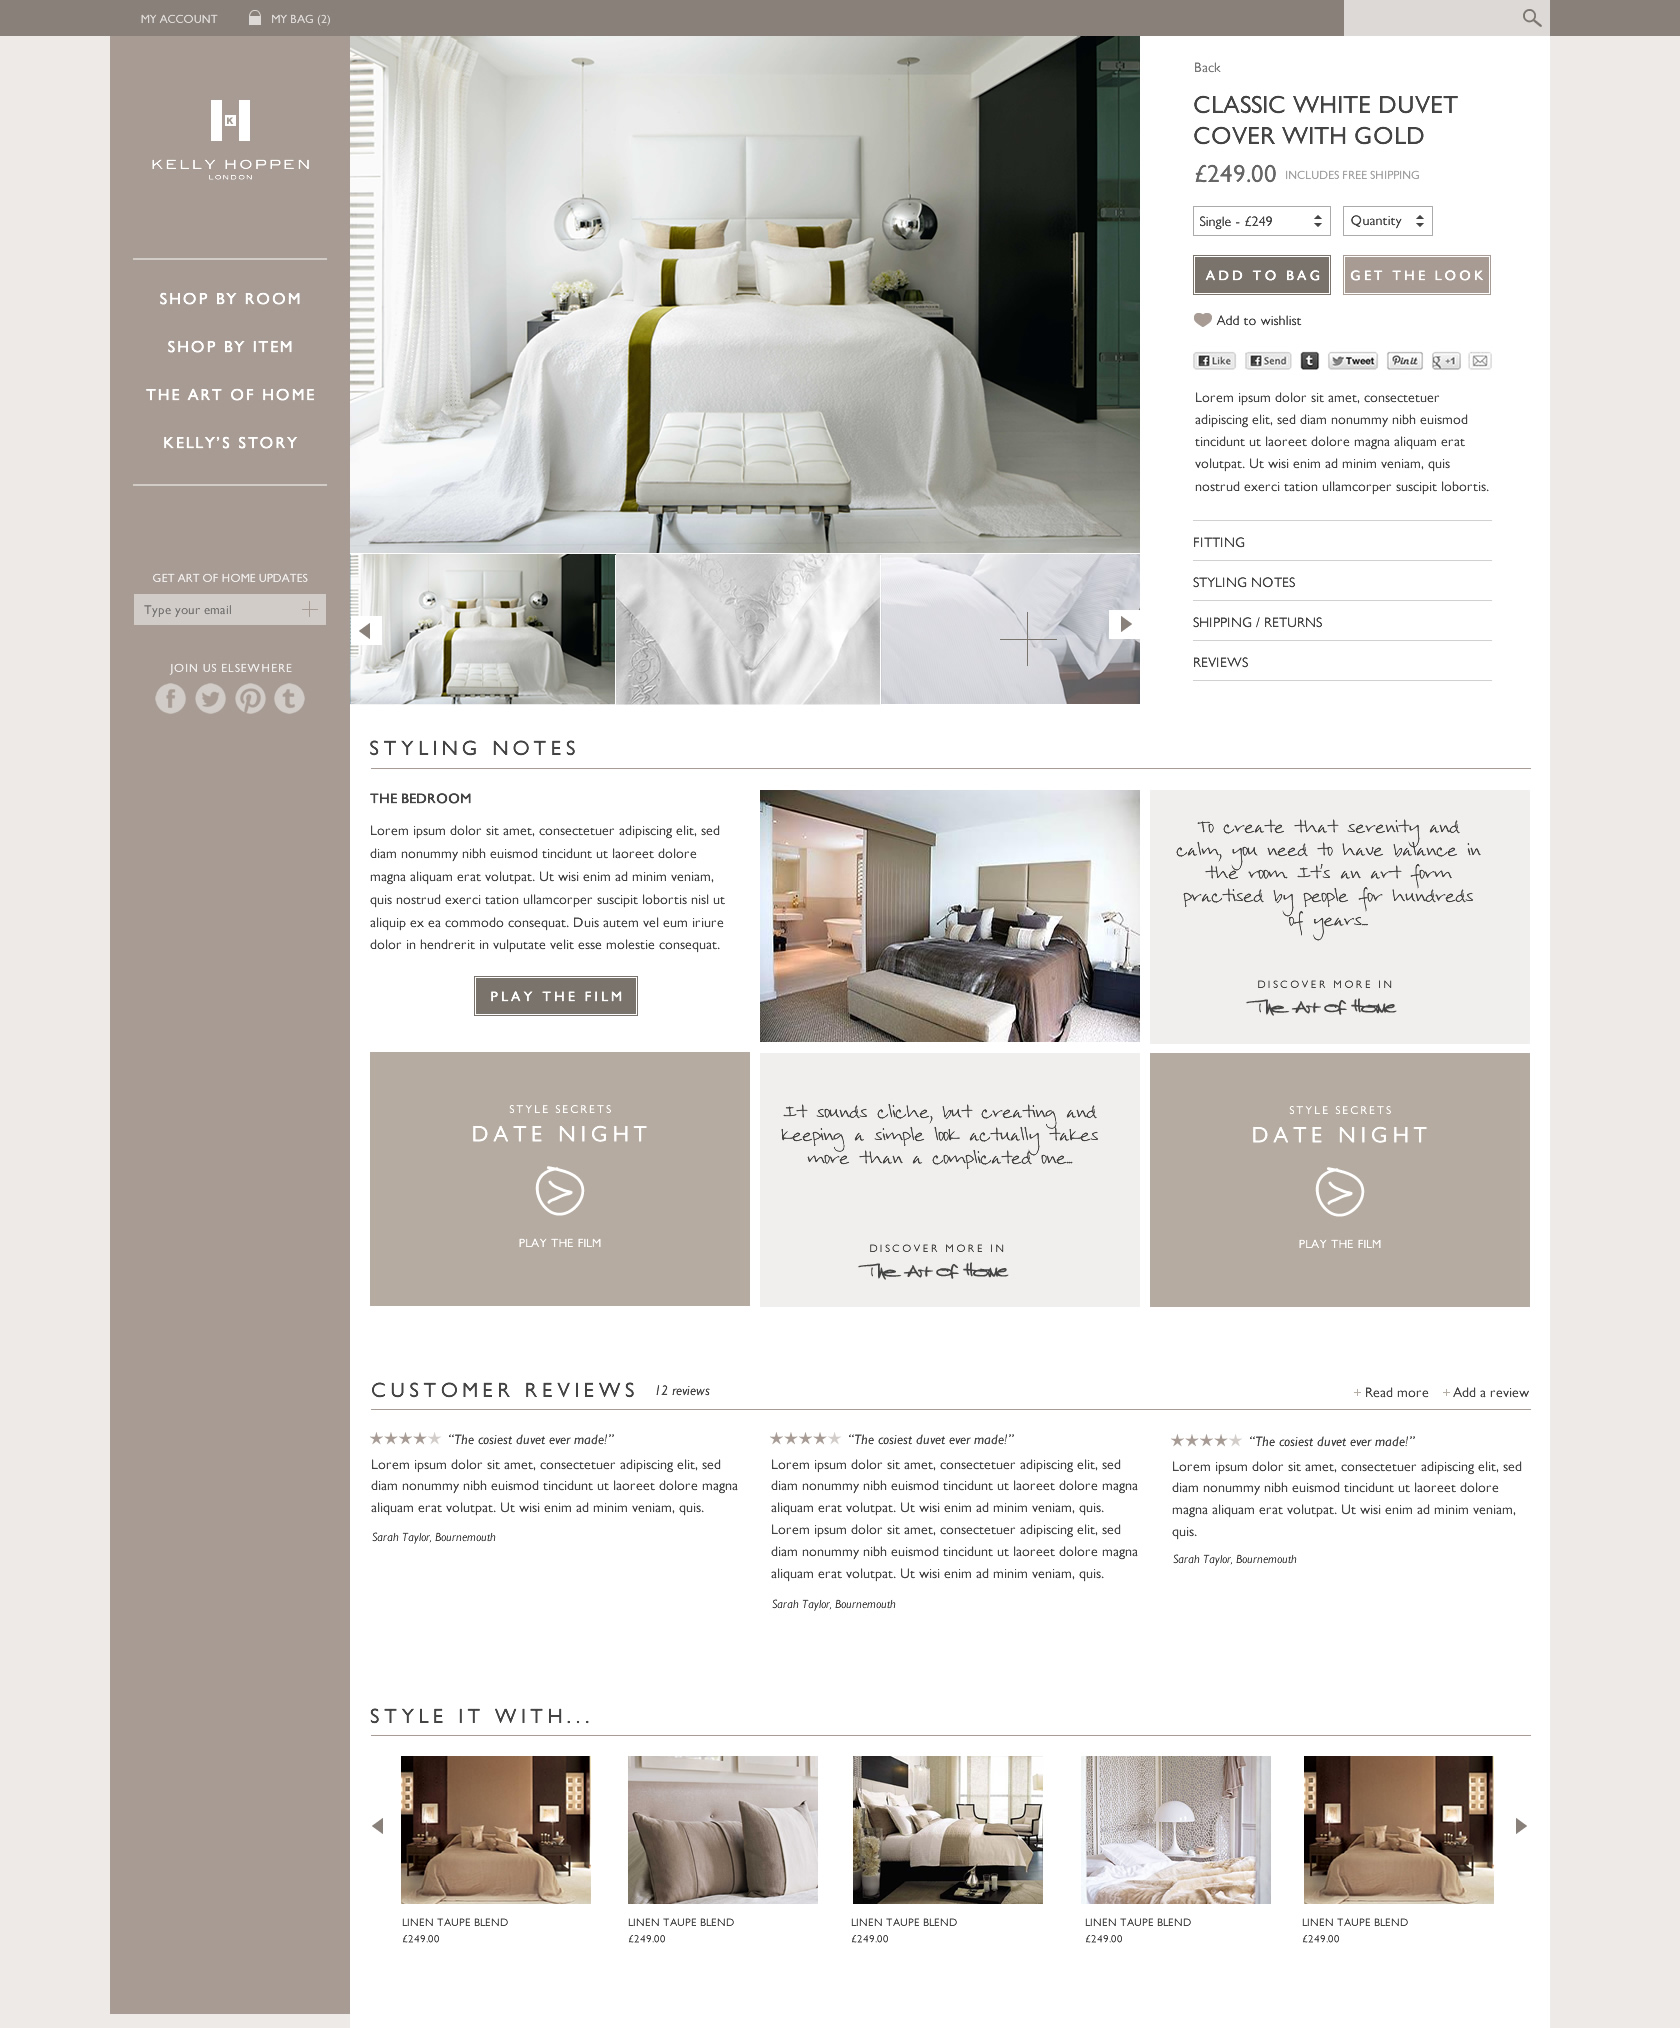 MY ACCOUNT
MY BAG (2)
K
KELLY HOPPEN
LONDON
SHOP BY ROOM
SHOP BY ITEM
THE ART OF HOME
KELLY'S STORY
GET ART OF HOME UPDATES
Type your email
JOIN US ELSEWHERE
Back
CLASSIC WHITE DUVET
COVER WITH GOLD
£249.00 INCLUDES FREE SHIPPING
Single - £249
Quantity
ADD TO BAG
GET THE LOOK
Add to wishlist
Like
Send
t
Tweet
Pinit
g +1
Lorem ipsum dolor sit amet, consectetuer
adipiscing elit, sed diam nonummy nibh euismod
tincidunt ut laoreet dolore magna aliquam erat
volutpat. Ut wisi enim ad minim veniam, quis
nostrud exerci tation ullamcorper suscipit lobortis.
FITTING
STYLING NOTES
SHIPPING / RETURNS
REVIEWS
STYLING NOTES
THE BEDROOM
Lorem ipsum dolor sit amet, consectetuer adipiscing elit, sed
diam nonummy nibh euismod tincidunt ut laoreet dolore
magna aliquam erat volutpat. Ut wisi enim ad minim veniam,
quis nostrud exerci tation ullamcorper suscipit lobortis nisl ut
aliquip ex ea commodo consequat. Duis autem vel eum iriure
dolor in hendrerit in vulputate velit esse molestie consequat.
PLAY THE FILM
To create that serenity and
calm, you need to have balance in
the room It's an art form
practised by people for hundreds
of years...
DISCOVER MORE IN
The Art of Home
STYLE SECRETS
DATE NIGHT
PLAY THE FILM
It sounds cliche, but creating and
keeping a simple look actually takes
more than a complicated one...
DISCOVER MORE IN
The Art of Home
STYLE SECRETS
DATE NIGHT
PLAY THE FILM
CUSTOMER REVIEWS 12 reviews
+ Read more + Add a review
“The cosiest duvet ever made!”
Lorem ipsum dolor sit amet, consectetuer adipiscing elit, sed
diam nonummy nibh euismod tincidunt ut laoreet dolore magna
aliquam erat volutpat. Ut wisi enim ad minim veniam, quis.
Sarah Taylor, Bournemouth
“The cosiest duvet ever made!”
Lorem ipsum dolor sit amet, consectetuer adipiscing elit, sed
diam nonummy nibh euismod tincidunt ut laoreet dolore magna
aliquam erat volutpat. Ut wisi enim ad minim veniam, quis.
Lorem ipsum dolor sit amet, consectetuer adipiscing elit, sed
diam nonummy nibh euismod tincidunt ut laoreet dolore magna
aliquam erat volutpat. Ut wisi enim ad minim veniam, quis.
Sarah Taylor, Bournemouth
“The cosiest duvet ever made!”
Lorem ipsum dolor sit amet, consectetuer adipiscing elit, sed
diam nonummy nibh euismod tincidunt ut laoreet dolore
magna aliquam erat volutpat. Ut wisi enim ad minim veniam,
quis.
Sarah Taylor, Bournemouth
STYLE IT WITH...
LINEN TAUPE BLEND
£249.00
LINEN TAUPE BLEND
£249.00
LINEN TAUPE BLEND
£249.00
LINEN TAUPE BLEND
£249.00
LINEN TAUPE BLEND
£249.00